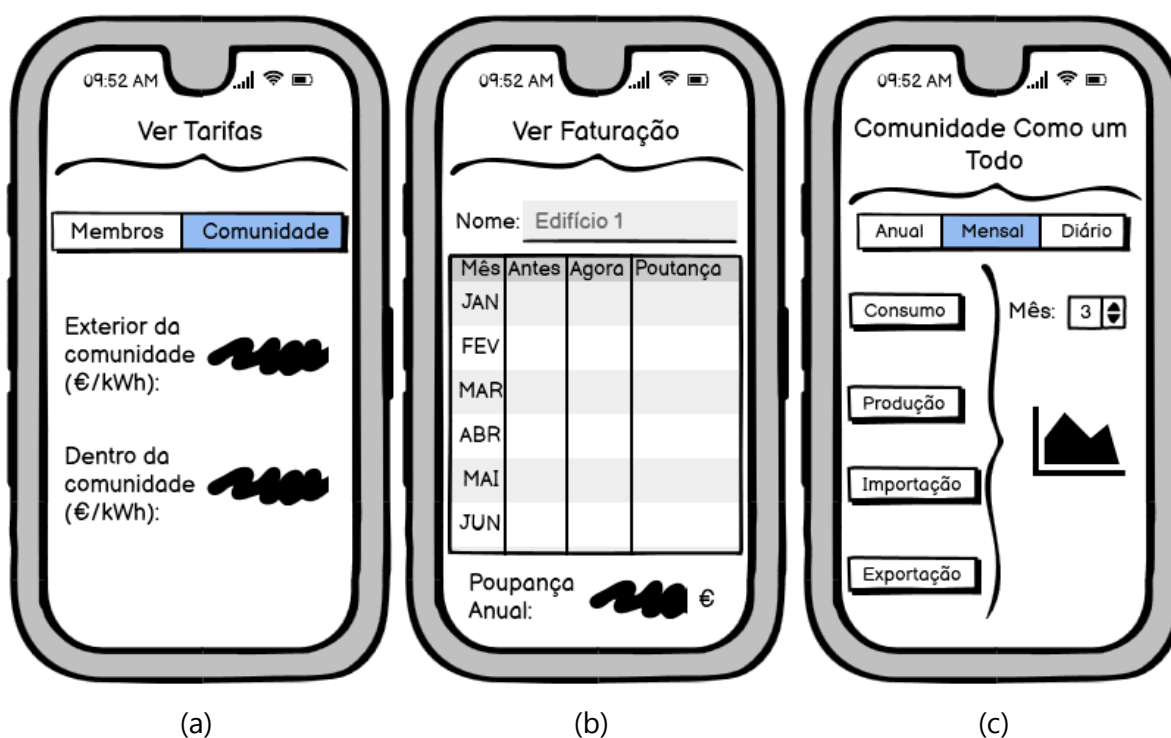 09:52 AM
Ver Tarifas
Membros Comunidade
Exterior da
comunidade
(€/kWh):
Dentro da
comunidade
(€/kWh):
(a)
09:52 AM
Ver Faturação
Nome: Edifício 1
Mês Antes Agora Poutança
JAN
FEV
MAR
ABR
MAI
JUN
Poupança
Anual: €
(b)
09:52 AM
Comunidade Como um
Todo
Anual Mensal Diário
Consumo
Mês: 3
Produção
Importação
Exportação
(c)